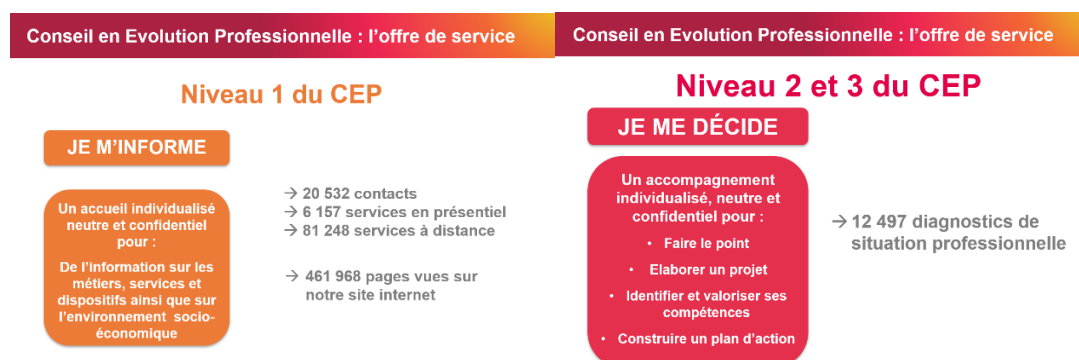 Conseil en Evolution Professionnelle : l'offre de service
Niveau 1 du CEP
JE M'INFORME
Un accueil individualisé
neutre et confidentiel
pour :
De l'information sur les
métiers, services et
dispositifs ainsi que sur
l'environnement socio-
économique
→ 20 532 contacts
→ 6 157 services en présentiel
→ 81 248 services à distance
→ 461 968 pages vues sur
notre site internet
Conseil en Evolution Professionnelle : l'offre de service
Niveau 2 et 3 du CEP
JE ME DÉCIDE
Un accompagnement
individualisé, neutre et
confidentiel pour :
• Faire le point
• Elaborer un projet
• Identifier et valoriser ses
compétences
• Construire un plan d'action
→ 12 497 diagnostics de
situation professionnelle